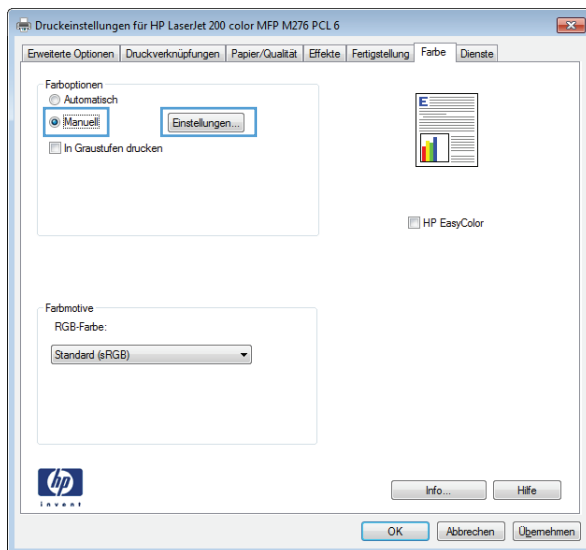 Druckeinstellungen für HP LaserJet 200 color MFP M276 PCL 6
Erweiterte Optionen Druckverknüpfungen Papier/Qualität Effekte Fertigstellung Farbe Dienste
Farboptionen
Automatisch
Manuell Einstellungen...
In Graustufen drucken
E
HP EasyColor
Farbmotive
RGB-Farbe:
Standard (sRGB)
hp
invent
Info... Hilfe
OK Abbrechen Übernehmen